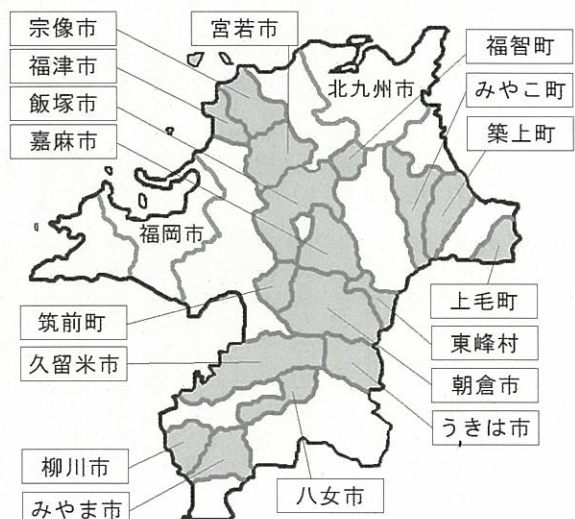 宗像市
宮若市
福智町
福津市
北九州市
みやこ町
飯塚市
築上町
嘉麻市
福岡市
上毛町
筑前町
東峰村
久留米市
朝倉市
うきは市
柳川市
八女市
みやま市